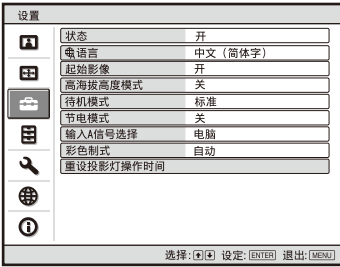 设置
状态 开
语言 中文（简体字）
起始影像 开
高海拔高度模式 关
待机模式 标准
节电模式 关
输入A信号选择 电脑
彩色制式 自动
重设投影灯操作时间
选择: 设定: ENTER 退出: MENU